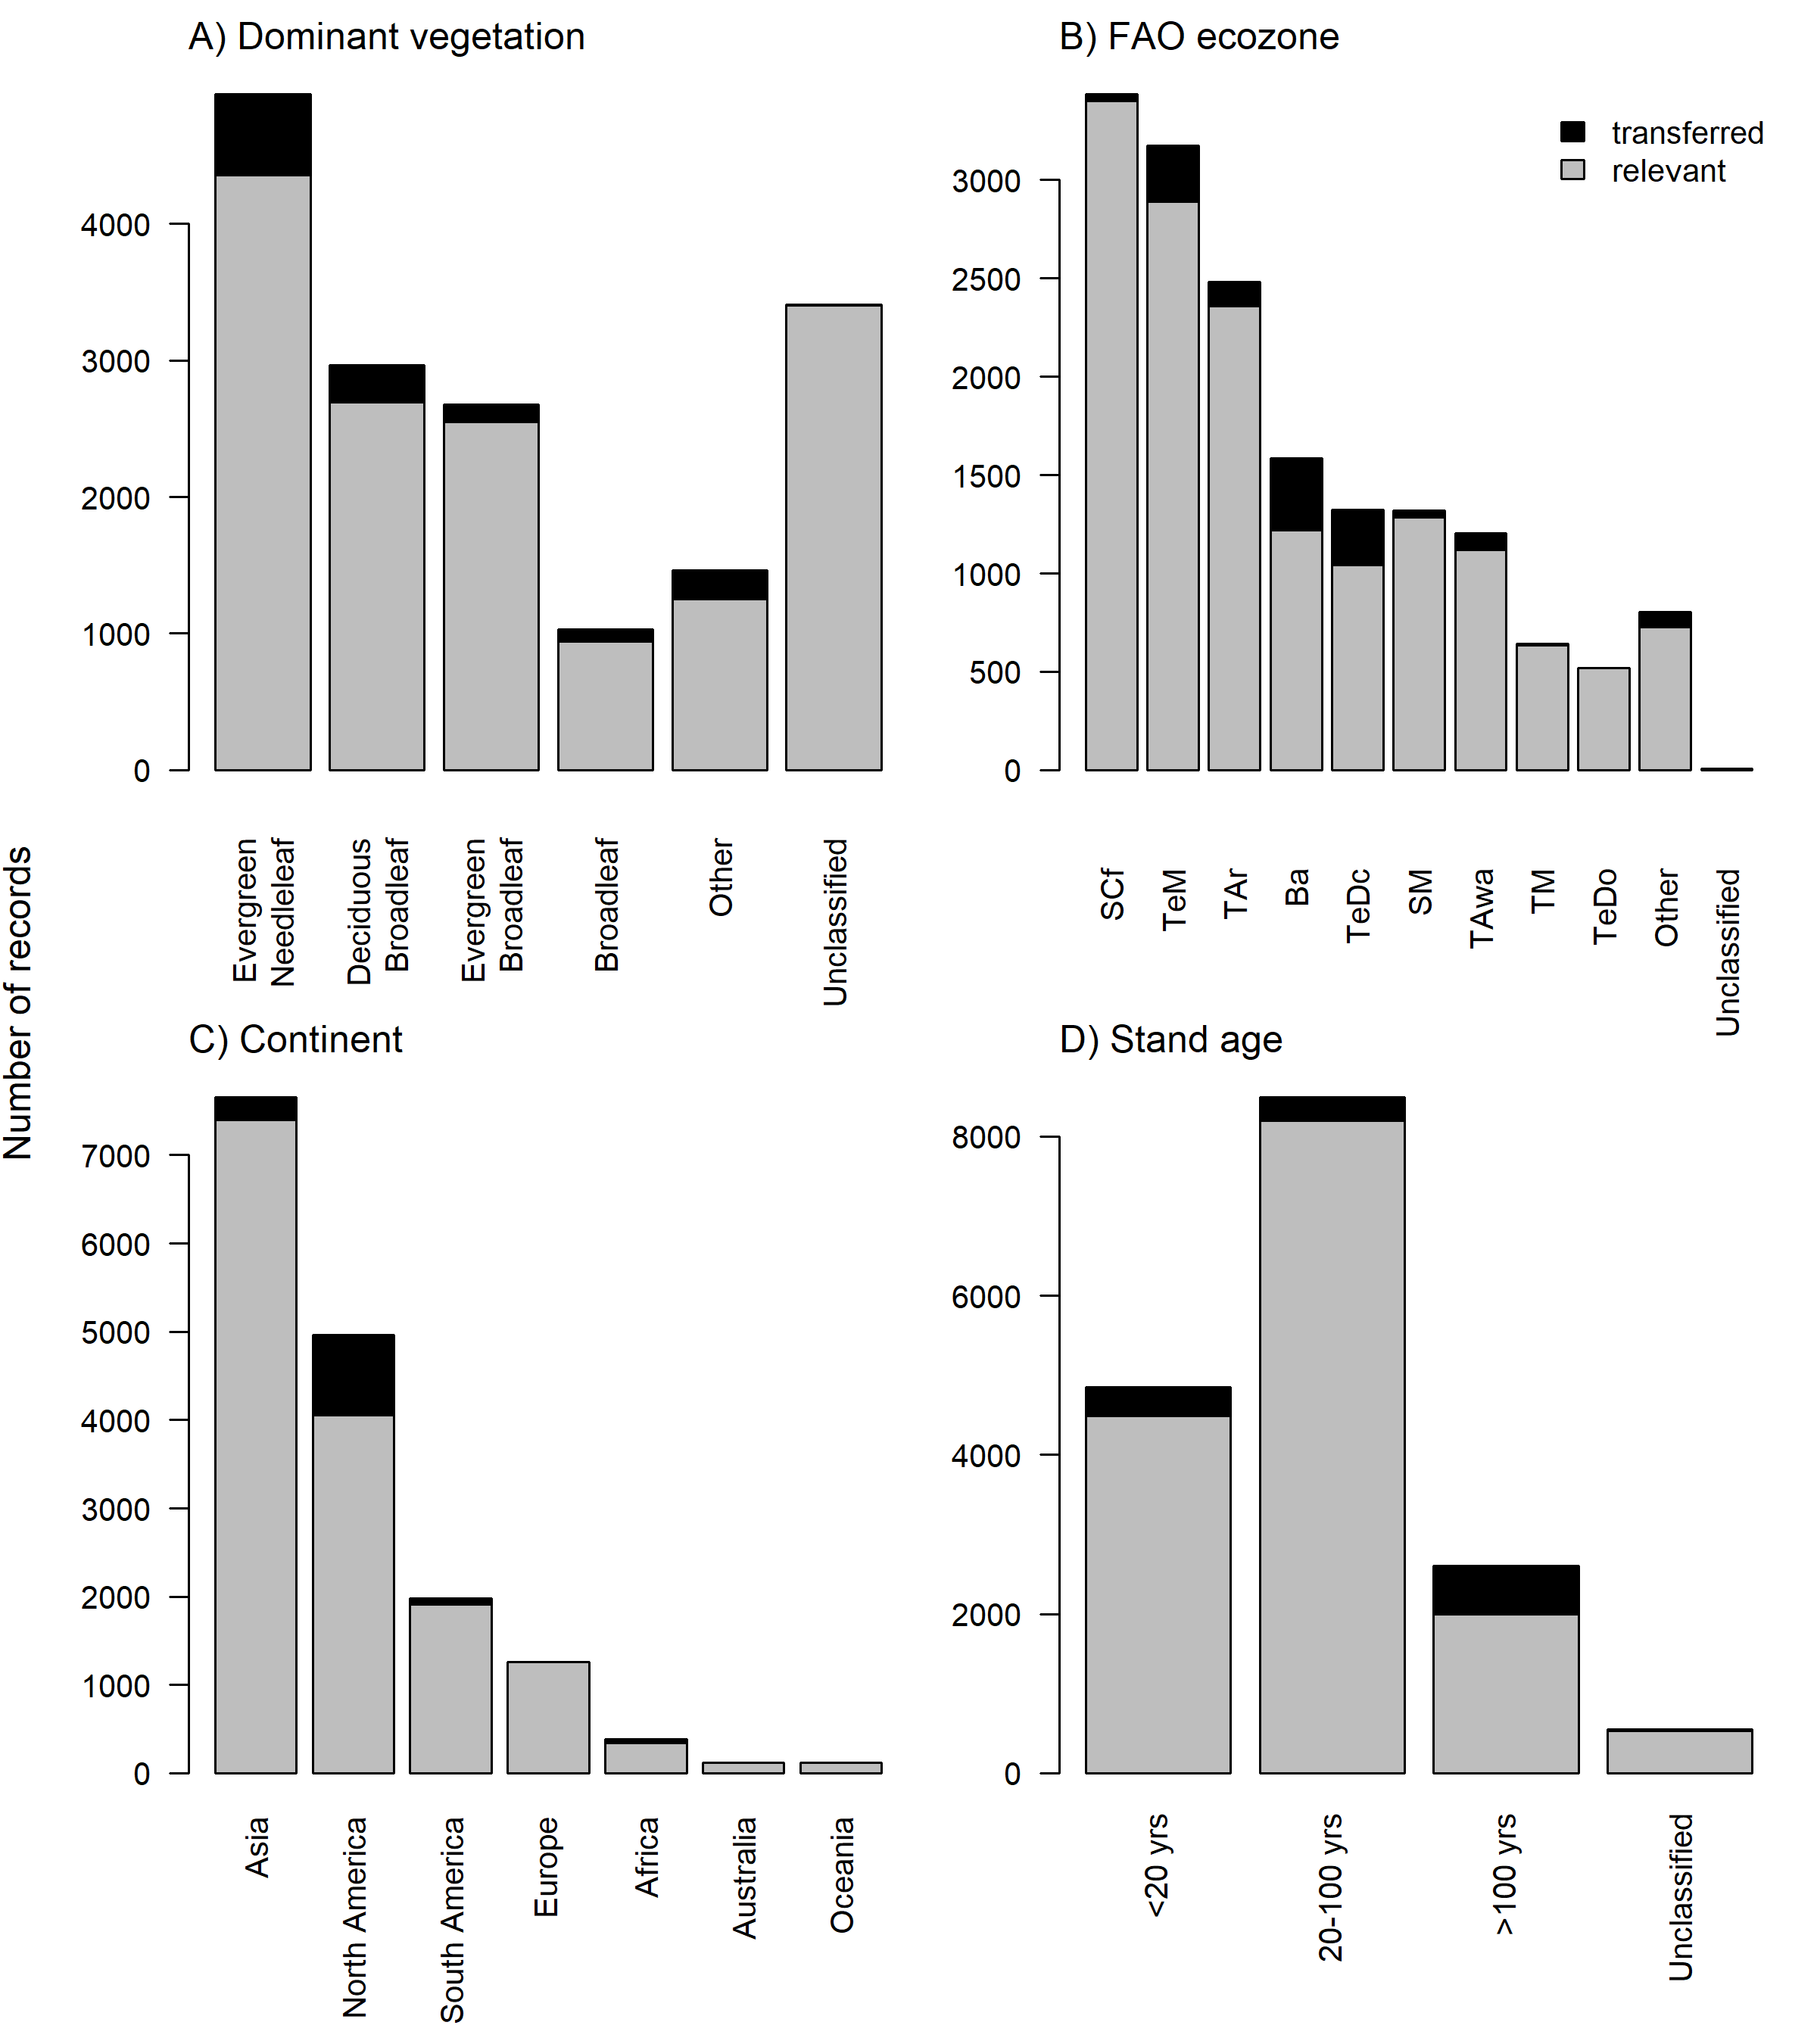 A) Dominant vegetation
4000
3000
2000
1000
0
Evergreen
Needleleaf
Deciduous
Broadleaf
Evergreen
Broadleaf
Broadleaf
Other
Unclassified
B) FAO ecozone
transferred
relevant
3000
2500
2000
1500
1000
500
0
SCf
TeM
TAr
Ba
TeDc
SM
TAwa
TM
TeDo
Other
Unclassified
Number of records
C) Continent
7000
6000
5000
4000
3000
2000
1000
0
Asia
North America
South America
Europe
Africa
Australia
Oceania
D) Stand age
8000
6000
4000
2000
0
<20 yrs
20-100 yrs
>100 yrs
Unclassified